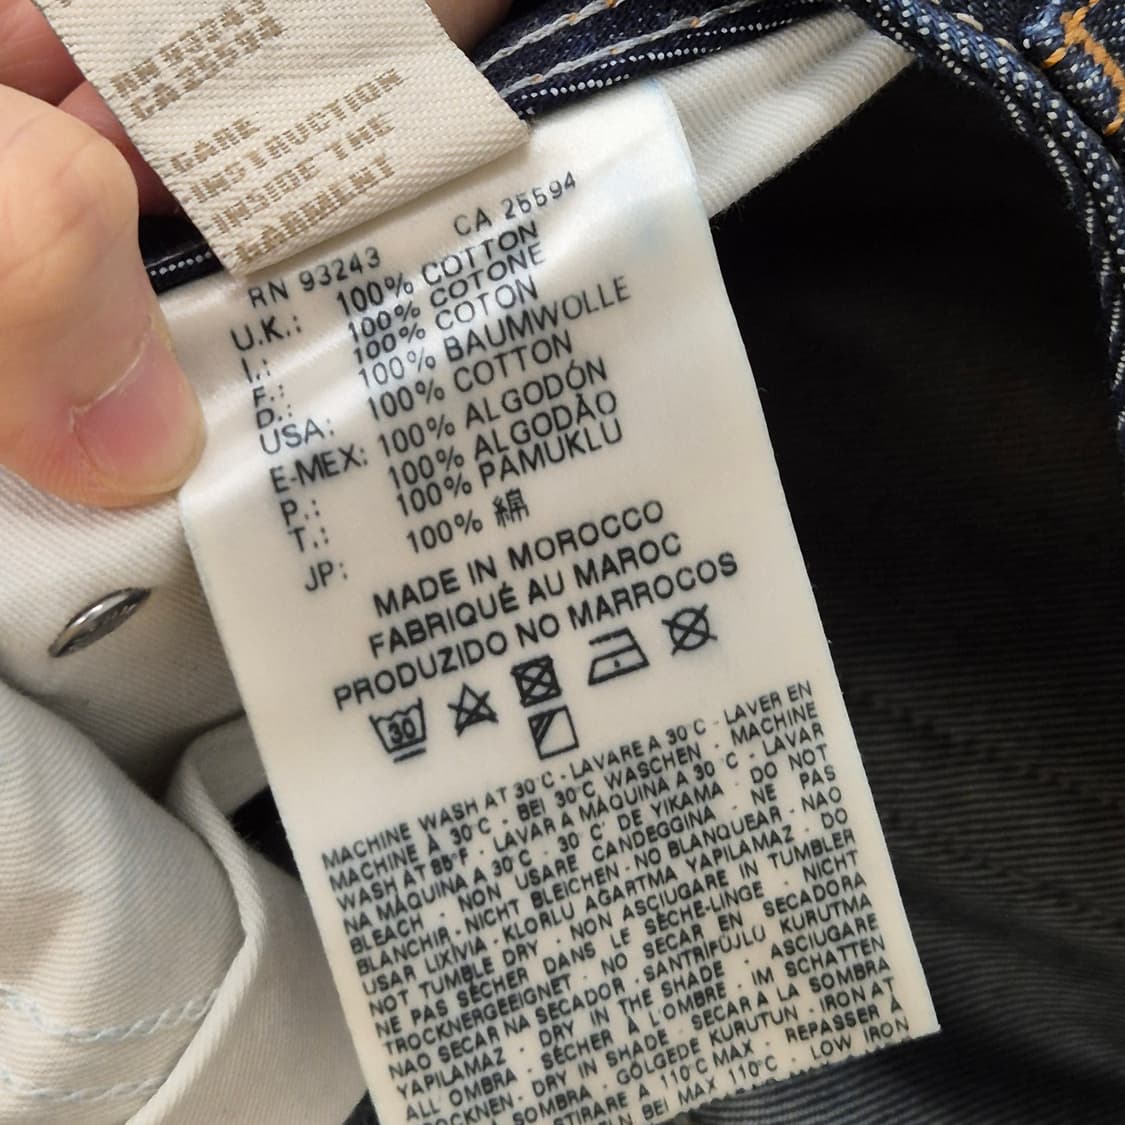 CARE
INSTRUCTION
INSIDE THE
GARMENT
RN 93243 CA 25594
U.K.: 100% COTTON
I.: 100% COTONE
F.: 100% COTON
D.: 100% BAUMWOLLE
USA: 100% COTTON
E-MEX: 100% ALGODÓN
P.: 100% ALGODÃO
T.: 100% PAMUKLU
JP: 100% 綿
MADE IN MOROCCO
FABRIQUÉ AU MAROC
PRODUZIDO NO MARROCOS
30
MACHINE WASH AT 30°C - LAVARE A 30°C - LAVER EN
MACHINE À 30°C - BEI 30°C WASCHEN - MACHINE
WASH AT 85°F - LAVAR A MÁQUINA A 30°C - LAVAR
NA MÁQUINA A 30°C - 30°C' DE YIKAMA - DO NOT
BLEACH - NON USARE CANDEGGINA - NE PAS
BLANCHIR - NICHT BLEICHEN - NO BLANQUEAR - NAO
USAR LIXÍVIA - KLORLU AGARTMA YAPILAMAZ - DO
NOT TUMBLE DRY - NON ASCIUGARE IN TUMBLER
NE PAS SÉCHER DANS LE SÈCHE-LINGE - NICHT
TROCKNERGEEIGNET - NO SECAR EN SECADORA
NAO SECAR NA SECADOR - SANTRIFÜJLÜ KURUTMA
YAPILAMAZ - DRY IN THE SHADE - ASCIUGARE
ALL OMBRA - SÉCHER À L'OMBRE - IM SCHATTEN
TROCKNEN - DRY IN SHADE - SECAR A LA SOMBRA
SOMBRA - GÖLGEDE KURUTUN - IRON AT
STIRARE A 110°C MAX - REPASSER À
BEI MAX 110°C - LOW IRON